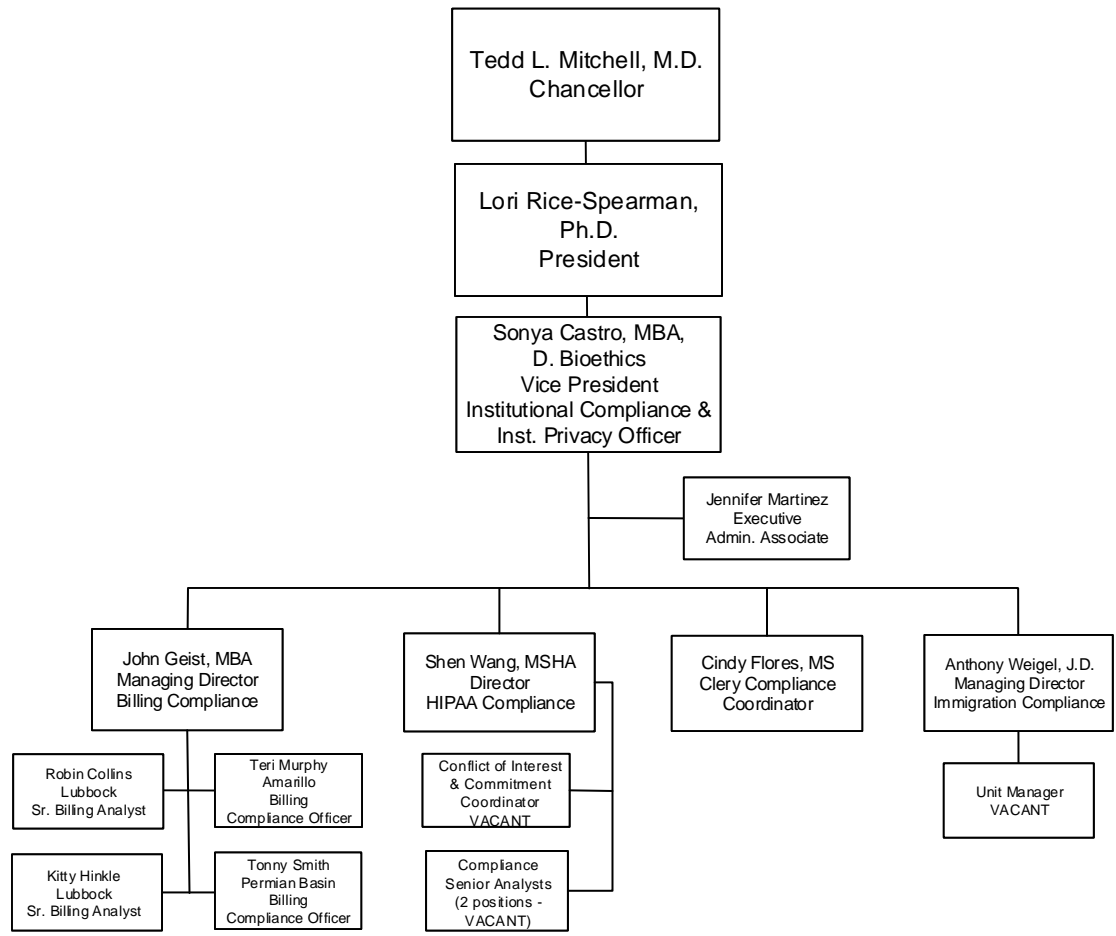 Tedd L. Mitchell, M.D.
Chancellor
Lori Rice-Spearman,
Ph.D.
President
Sonya Castro, MBA,
D. Bioethics
Vice President
Institutional Compliance &
Inst. Privacy Officer
Jennifer Martinez
Executive
Admin. Associate
John Geist, MBA
Managing Director
Billing Compliance
Shen Wang, MSHA
Director
HIPAA Compliance
Cindy Flores, MS
Clery Compliance
Coordinator
Anthony Weigel, J.D.
Managing Director
Immigration Compliance
Robin Collins
Lubbock
Sr. Billing Analyst
Teri Murphy
Amarillo
Billing
Compliance Officer
Conflict of Interest
& Commitment
Coordinator
VACANT
Unit Manager
VACANT
Kitty Hinkle
Lubbock
Sr. Billing Analyst
Tonny Smith
Permian Basin
Billing
Compliance Officer
Compliance
Senior Analysts
(2 positions -
VACANT)